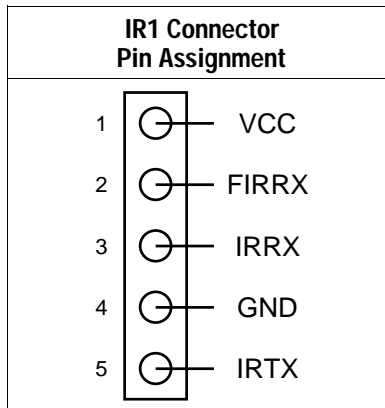 IR1 Connector
Pin Assignment
1 VCC
2 FIRRX
3 IRRX
4 GND
5 IRTX